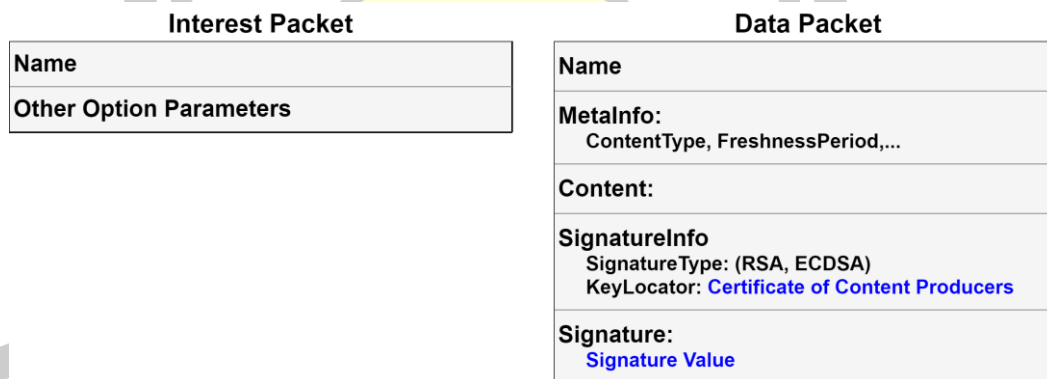 Interest Packet
Name
Other Option Parameters
Data Packet
Name
MetaInfo:
ContentType, FreshnessPeriod,...
Content:
SignatureInfo
SignatureType: (RSA, ECDSA)
KeyLocator: Certificate of Content Producers
Signature:
Signature Value